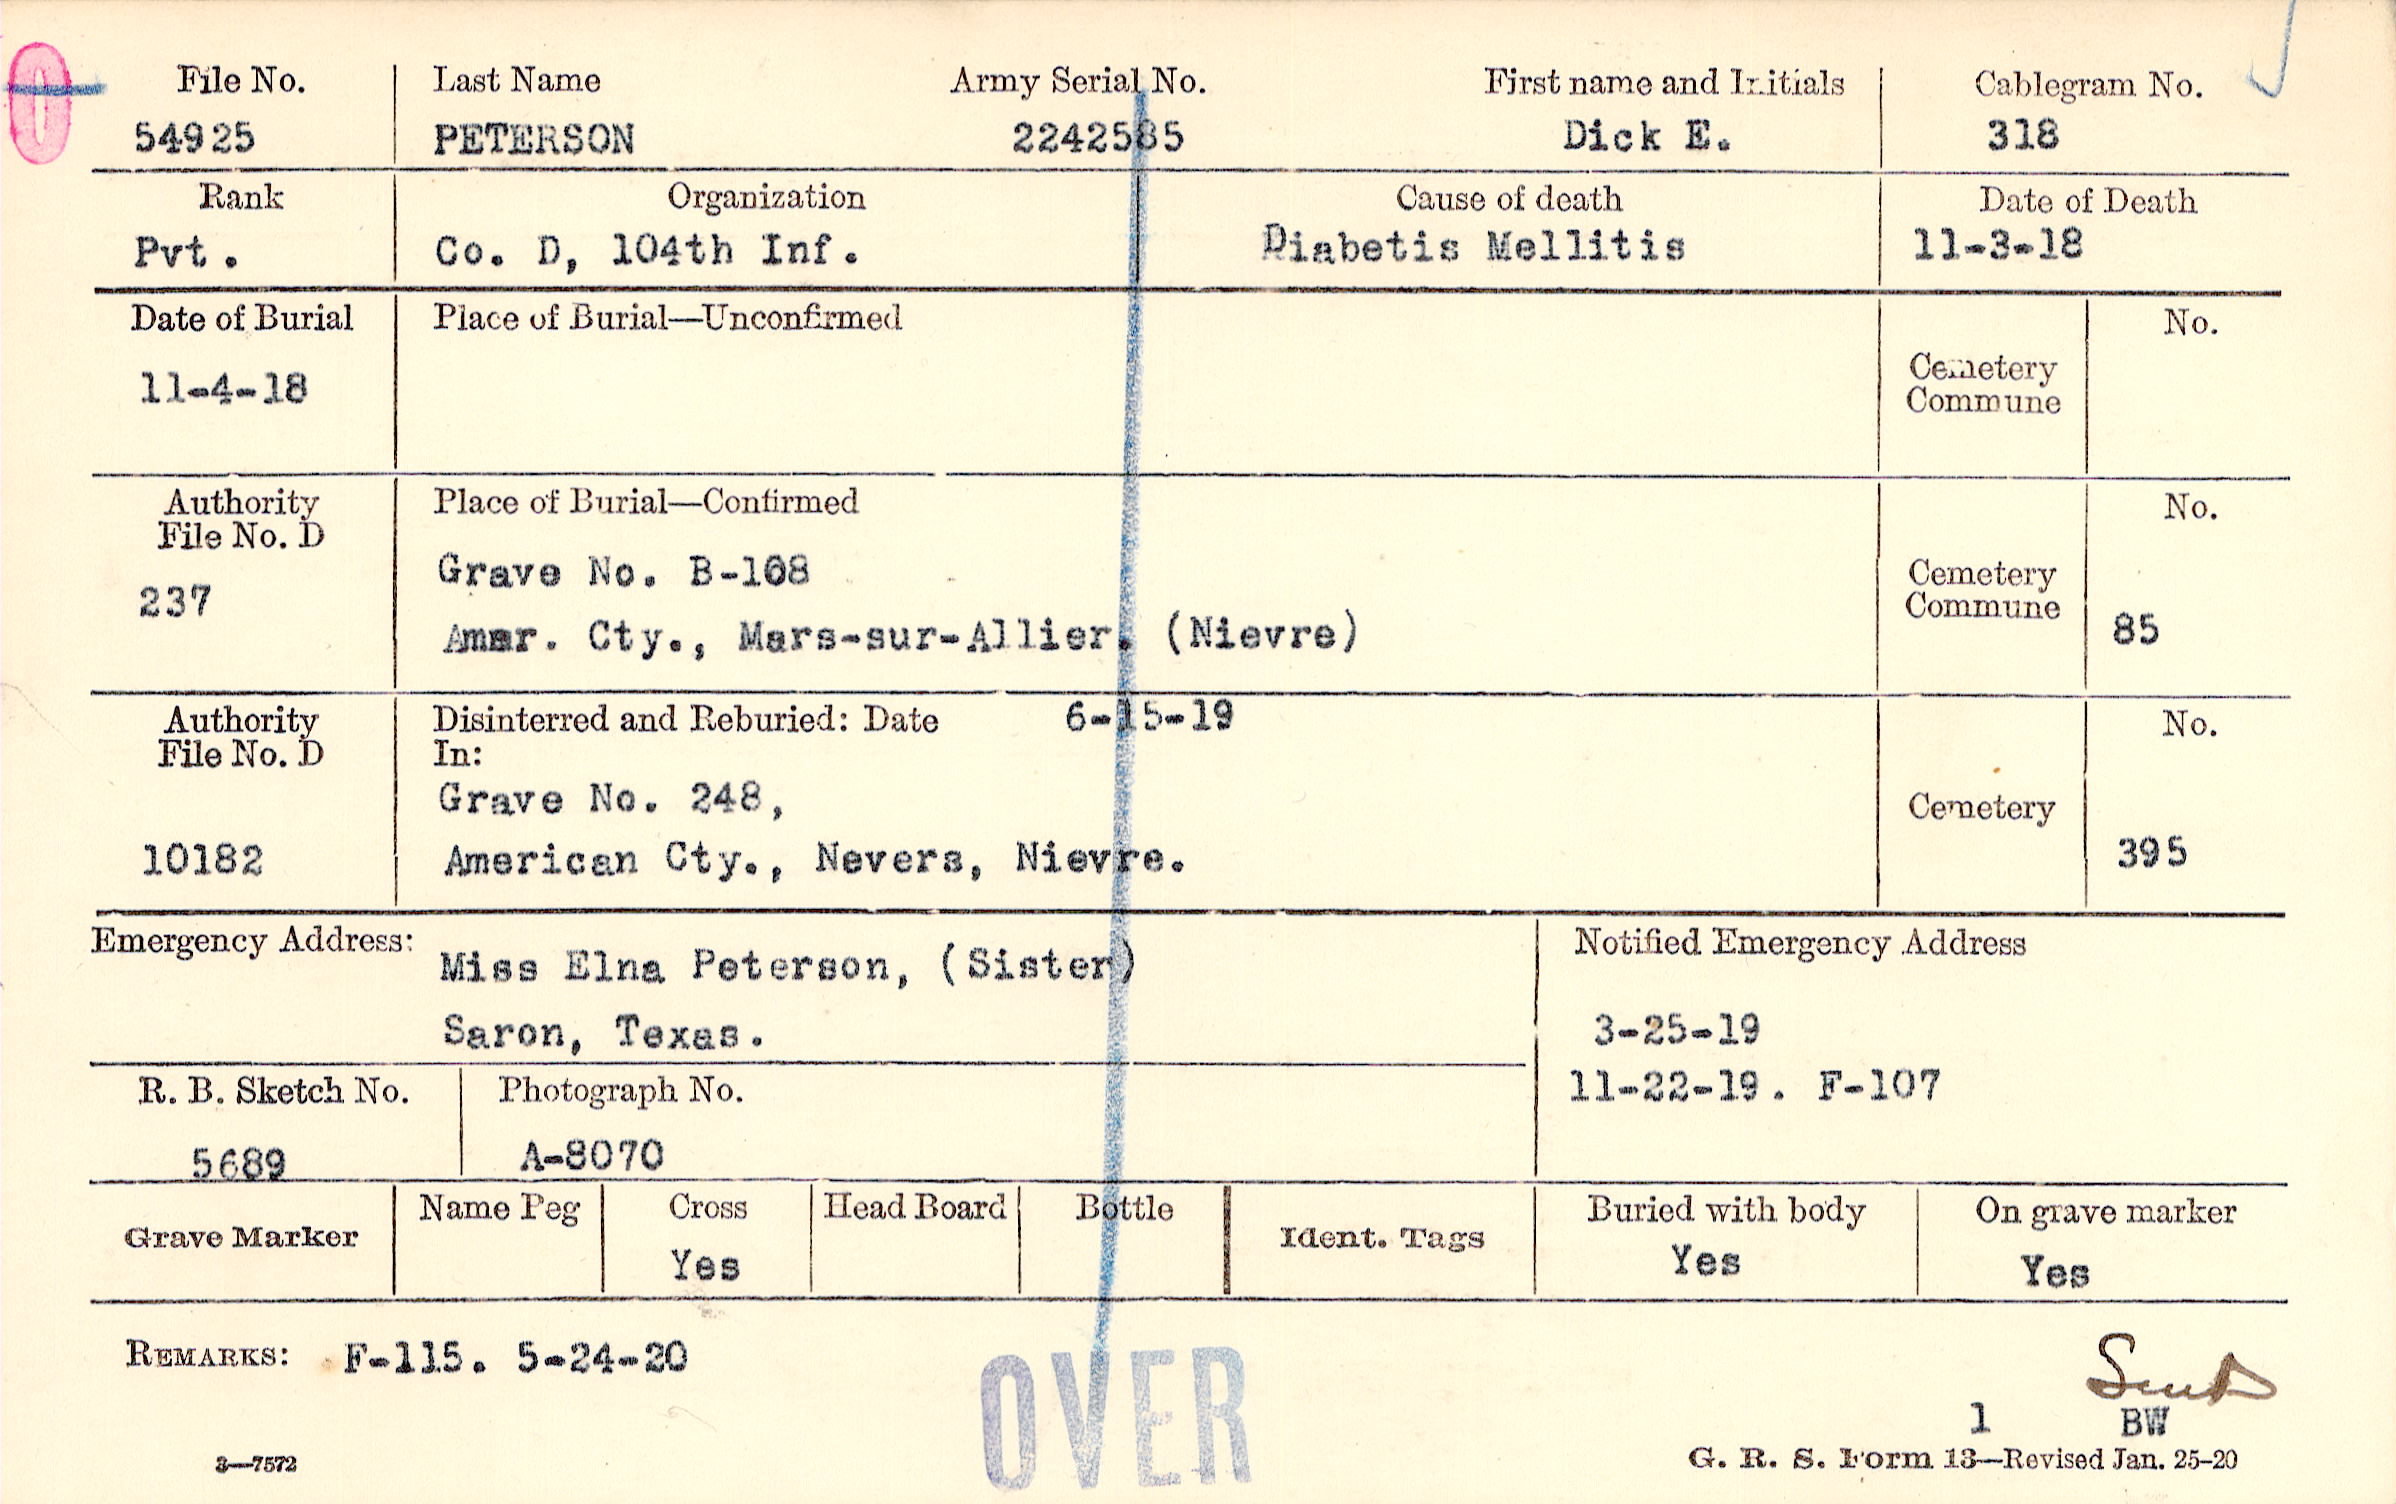 File No. Last Name Army Serial No. First name and Initials Cablegram No.
54925 PETERSON 2242585 Dick E. 318
Rank Organization Cause of death Date of Death
Pvt. Co. D, 104th Inf. Diabetis Mellitis 11-3-18
Date of Burial Place of Burial—Unconfirmed No.
11-4-18
Cemetery
Commune
Authority Place of Burial—Confirmed No.
File No. D
237
Grave No. B-108
Amer. Cty., Mars-sur-Allier. (Nievre)
Cemetery
Commune
85
Authority Disinterred and Reburied: Date 6-15-19 No.
File No. D In:
Grave No. 248,
Cemetery
10182 American Cty., Nevers, Nievre. 395
Emergency Address: Notified Emergency Address
Miss Elna Peterson, (Sister)
Saron, Texas.
3-25-19
11-22-19. F-107
R. B. Sketch No. Photograph No.
5689 A-8070
Grave Marker Name Peg Cross Head Board Bottle Ident. Tags Buried with body On grave marker
Yes Yes Yes
REMARKS: F-115. 5-24-20
OVER
1 BW
3—7572
G. R. S. Form 13—Revised Jan. 25-20